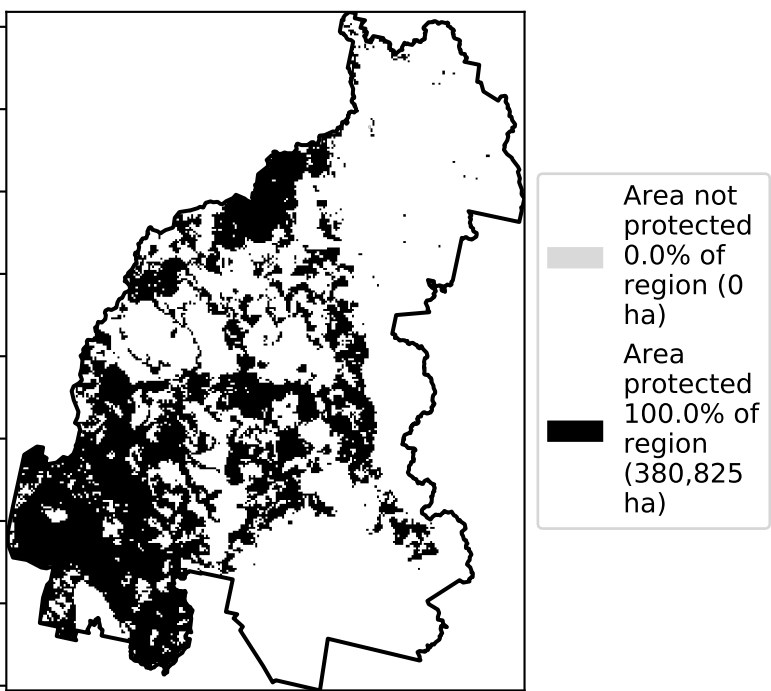 Area not
protected
0.0% of
region (0
ha)
Area
protected
100.0% of
region
(380,825
ha)